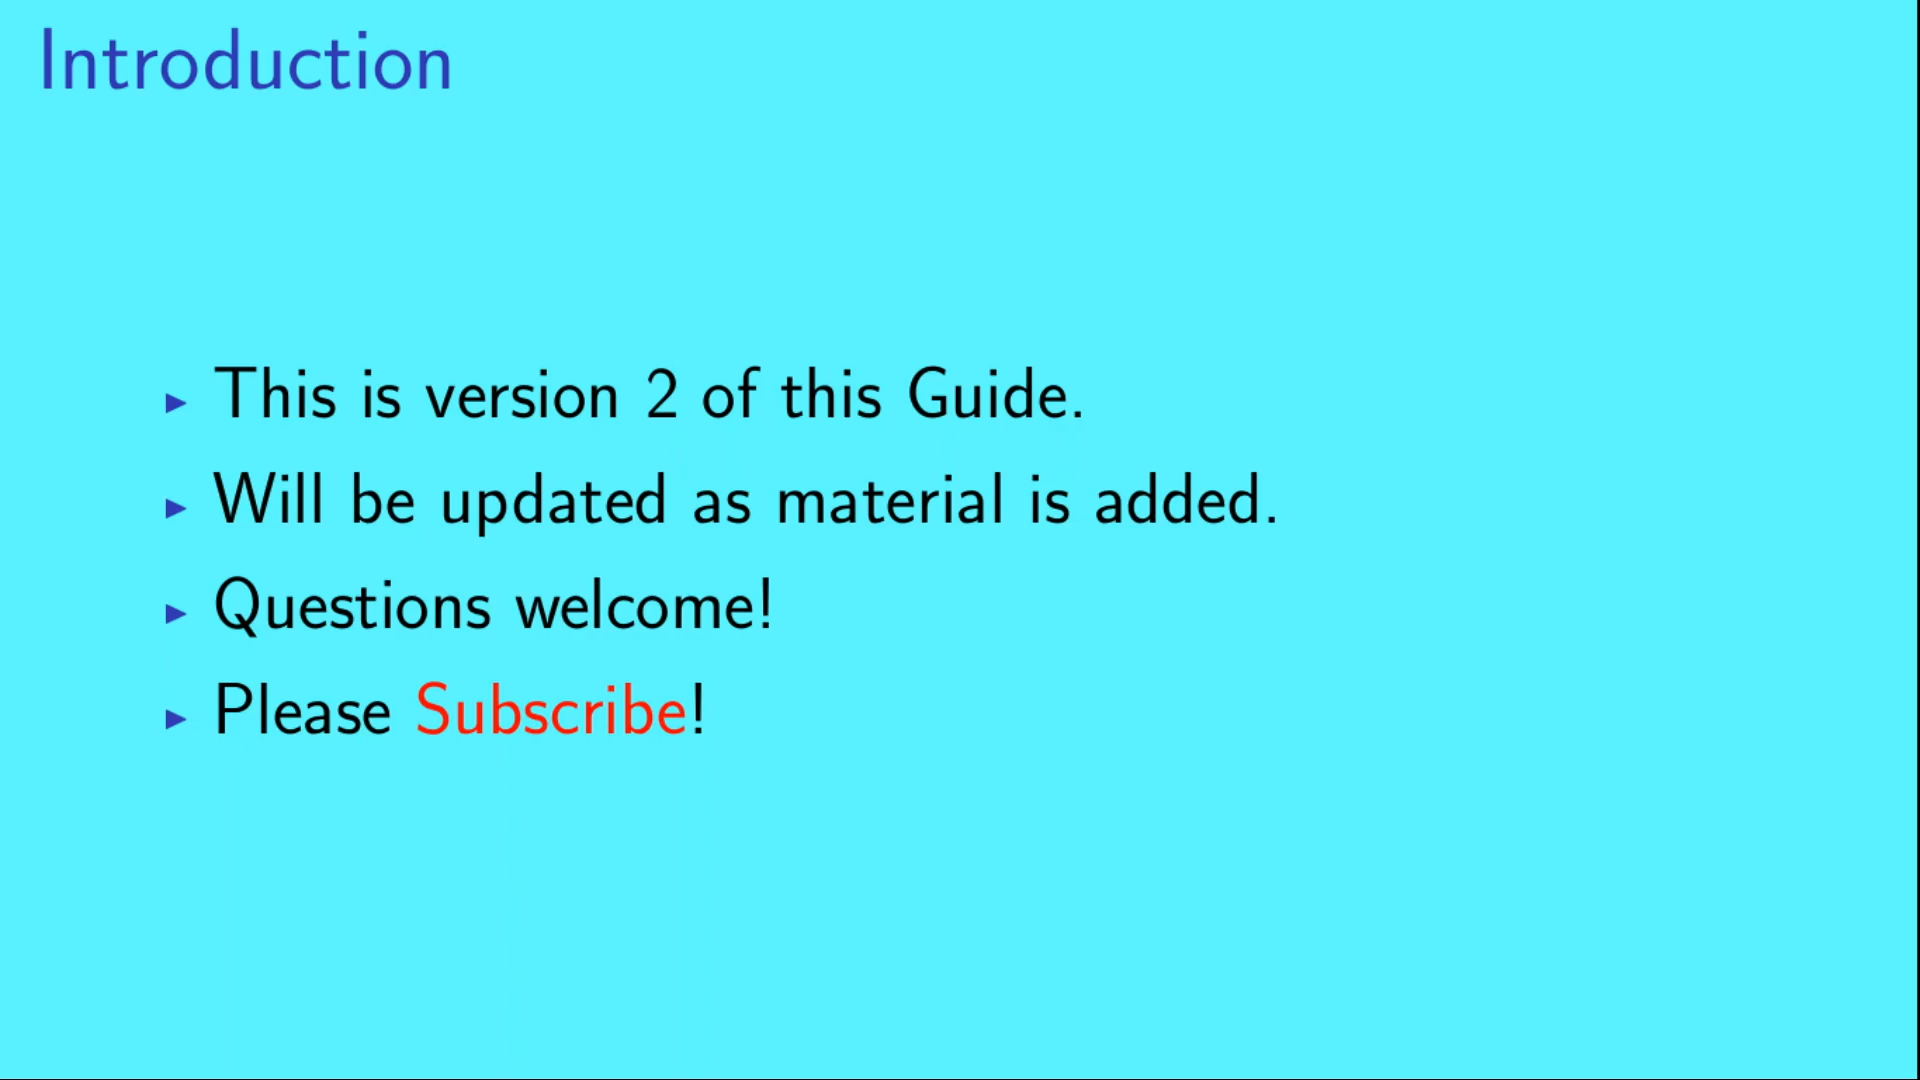 Introduction
▶ This is version 2 of this Guide.
▶ Will be updated as material is added.
▶ Questions welcome!
▶ Please Subscribe!